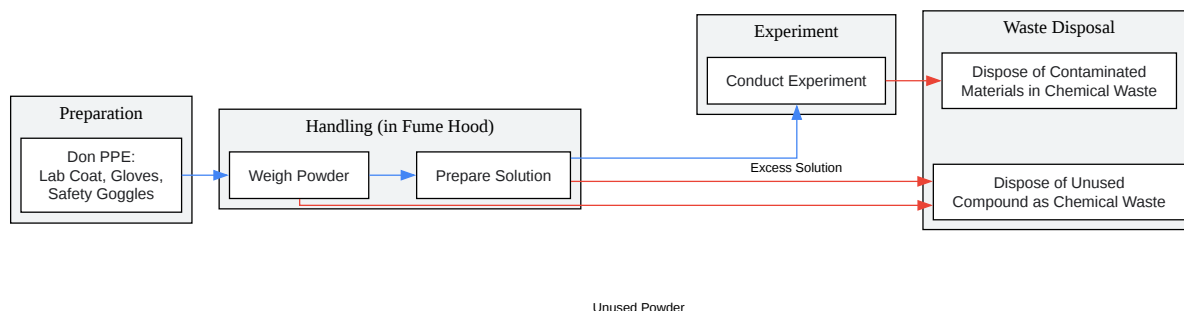 Preparation
Don PPE:
Lab Coat, Gloves,
Safety Goggles
Handling (in Fume Hood)
Weigh Powder
Prepare Solution
Experiment
Conduct Experiment
Excess Solution
Waste Disposal
Dispose of Contaminated
Materials in Chemical Waste
Dispose of Unused
Compound as Chemical Waste
Unused Powder